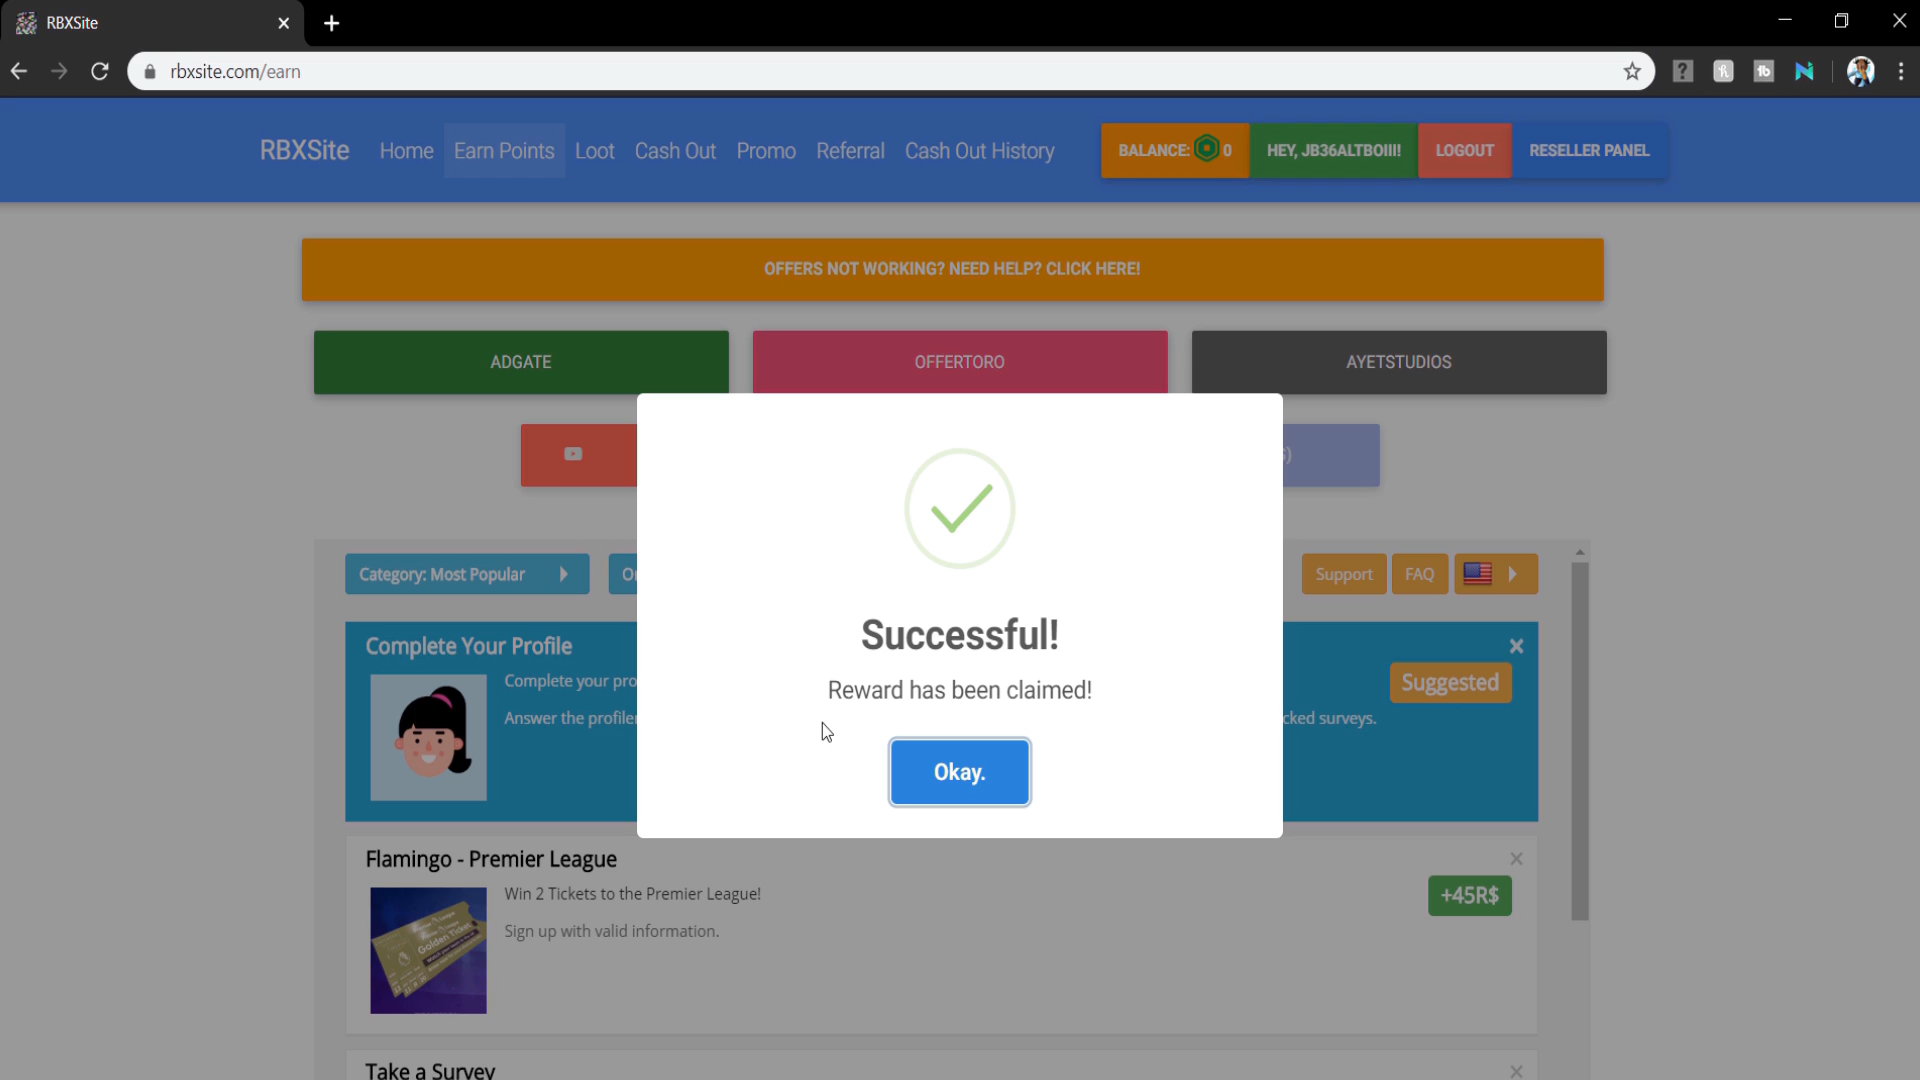 RBXSite
rbxsite.com/earn
RBXSite Home Earn Points Loot Cash Out Promo Referral Cash Out History BALANCE: 0 HEY, JB36ALTBOIII! LOGOUT RESELLER PANEL
OFFERS NOT WORKING? NEED HELP? CLICK HERE!
ADGATE OFFERTORO AYETSTUDIOS
Category: Most Popular Support FAQ
Complete Your Profile
Complete your pro
Suggested
Answer the profile cked surveys.
Successful!
Reward has been claimed!
Okay.
Flamingo - Premier League
Win 2 Tickets to the Premier League!
+45R$
Sign up with valid information.
Golden Ticket
Take a Survey